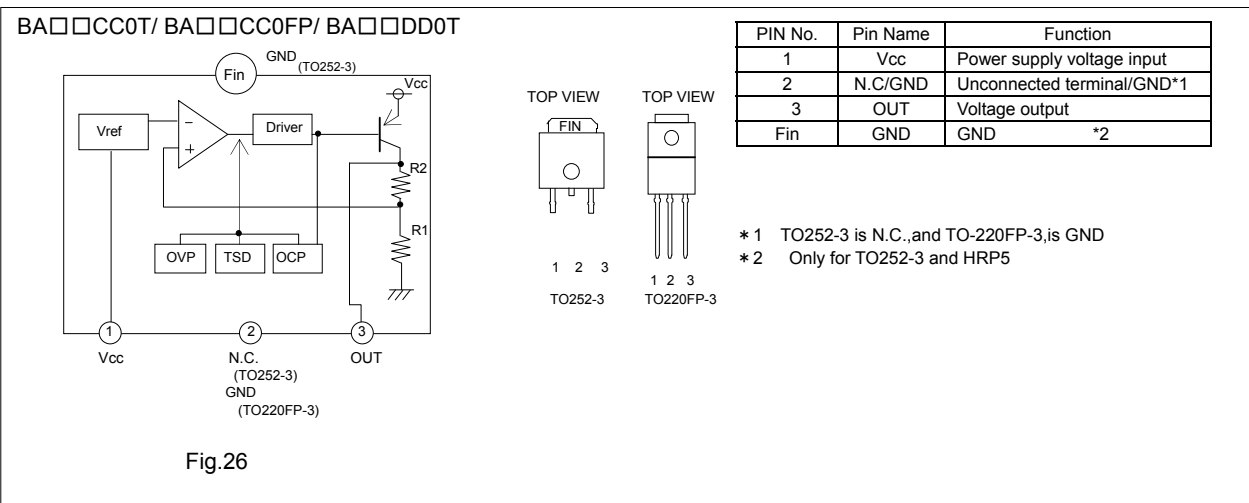 BA□□CC0T/ BA□□CC0FP/ BA□□DD0T
GND
(TO252-3)
Fin
Vcc
Vref
−
+
Driver
R2
R1
OVP
TSD
OCP
1
2
3
Vcc
N.C.
(TO252-3)
GND
(TO220FP-3)
OUT
Fig.26
TOP VIEW
FIN
1 2 3
TO252-3
TOP VIEW
1 2 3
TO220FP-3
PIN No. Pin Name Function
1 Vcc Power supply voltage input
2 N.C/GND Unconnected terminal/GND*1
3 OUT Voltage output
Fin GND GND *2
*1 TO252-3 is N.C.,and TO-220FP-3,is GND
*2 Only for TO252-3 and HRP5